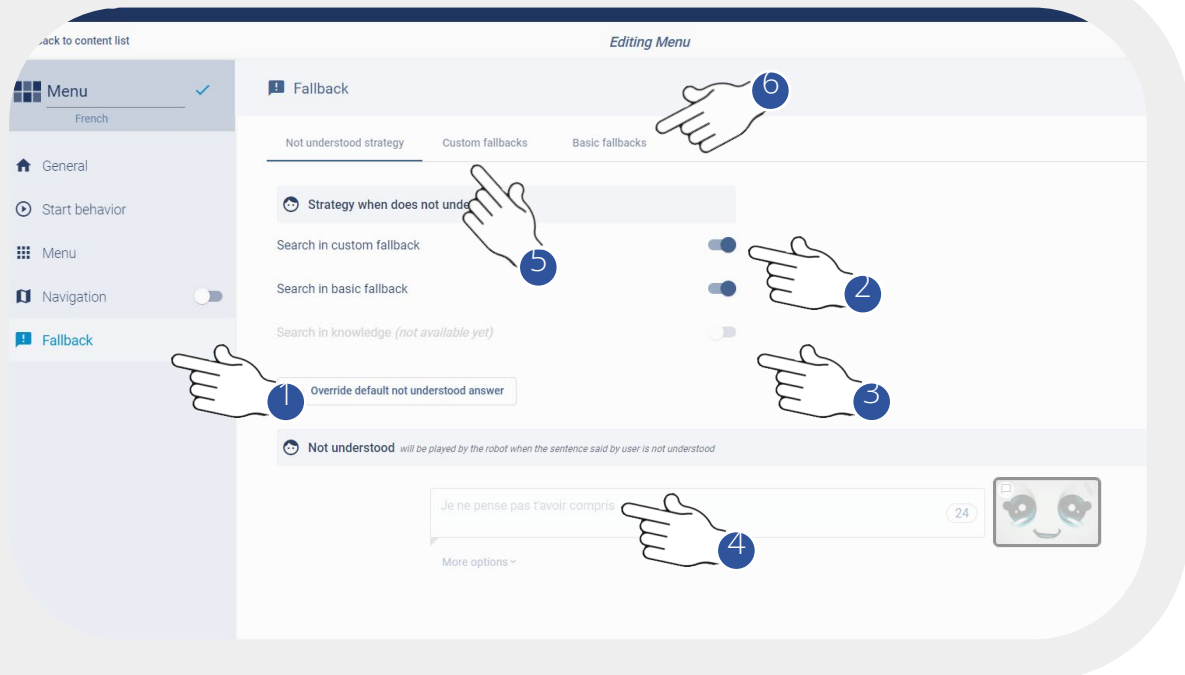 ack to content list
Editing Menu
Menu
French
Fallback
6
Not understood strategy Custom fallbacks Basic fallbacks
General
Strategy when does not unde
Start behavior
Search in custom fallback
5
Menu
2
Search in basic fallback
Navigation
Search in knowledge (not available yet)
Fallback
1
Override default not understood answer
3
Not understood will be played by the robot when the sentence said by user is not understood
Je ne pense pas t'avoir compris
24
4
More options